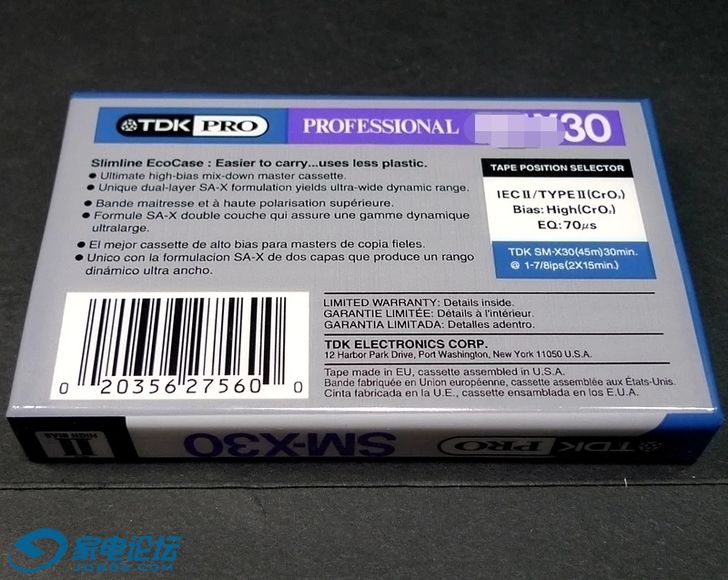 TDK PRO PROFESSIONAL X30
Slimline EcoCase : Easier to carry...uses less plastic.
● Ultimate high-bias mix-down master cassette.
● Unique dual-layer SA-X formulation yields ultra-wide dynamic range.
● Bande maitresse et à haute polarisation supérieure.
● Formule SA-X double couche qui assure une gamme dynamique
ultralarge.
● El mejor cassette de alto bias para masters de copia fieles.
● Unico con la formulacion SA-X de dos capas que produce un rango
dinámico ultra ancho.
TAPE POSITION SELECTOR
IEC II/TYPE II(CrO₂)
Bias: High(CrO₂)
EQ: 70μs
TDK SM-X30(45m)30min.
@ 1-7/8ips(2X15min.)
LIMITED WARRANTY: Details inside.
GARANTIE LIMITÉE: Détails à l'intérieur.
GARANTIA LIMITADA: Detalles adentro.
TDK ELECTRONICS CORP.
12 Harbor Park Drive, Port Washington, New York 11050 U.S.A.
Tape made in EU, cassette assembled in U.S.A.
Bande fabriquée en Union européenne, cassette assemblée aux États-Unis.
Cinta fabricada en la U.E., cassette ensamblada en los E.U.A.
0 20356 27560 0
II
HIGH BIAS
SM-X30
TDK PRO
家电论坛
JDBBS.COM